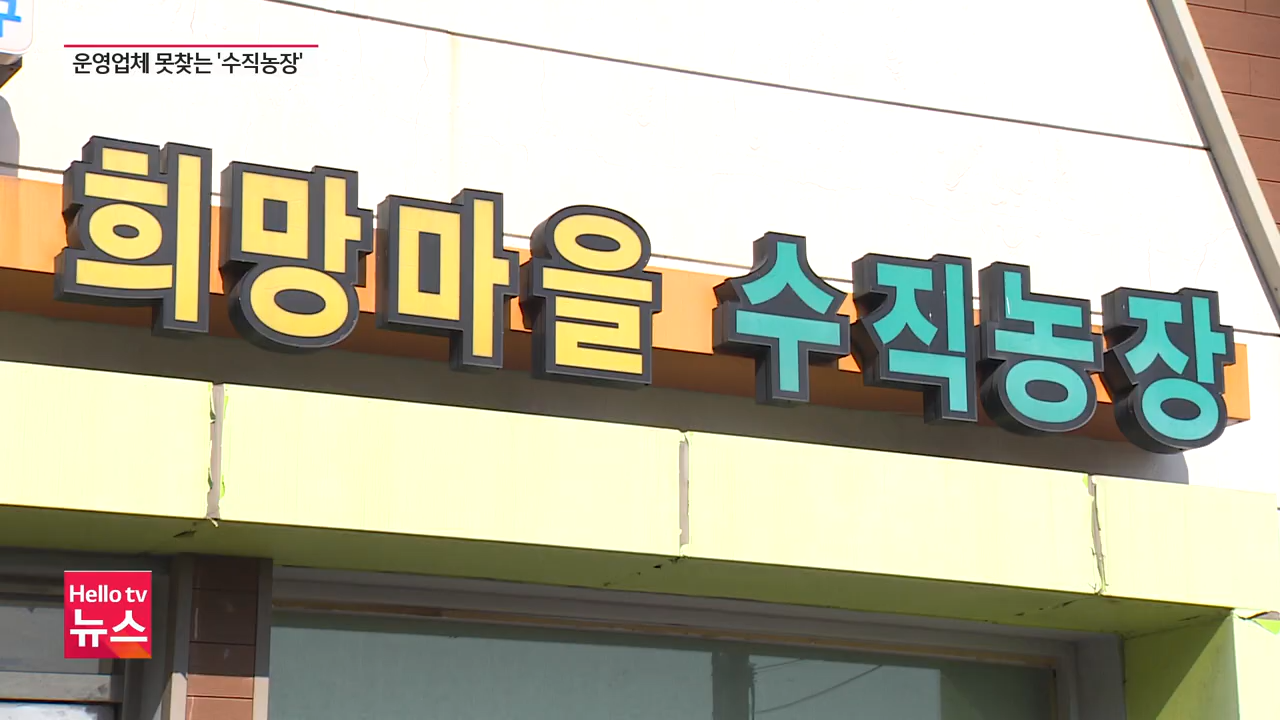 구
운영업체 못찾는 '수직농장'
희망마을 수직농장
Hello tv
뉴스